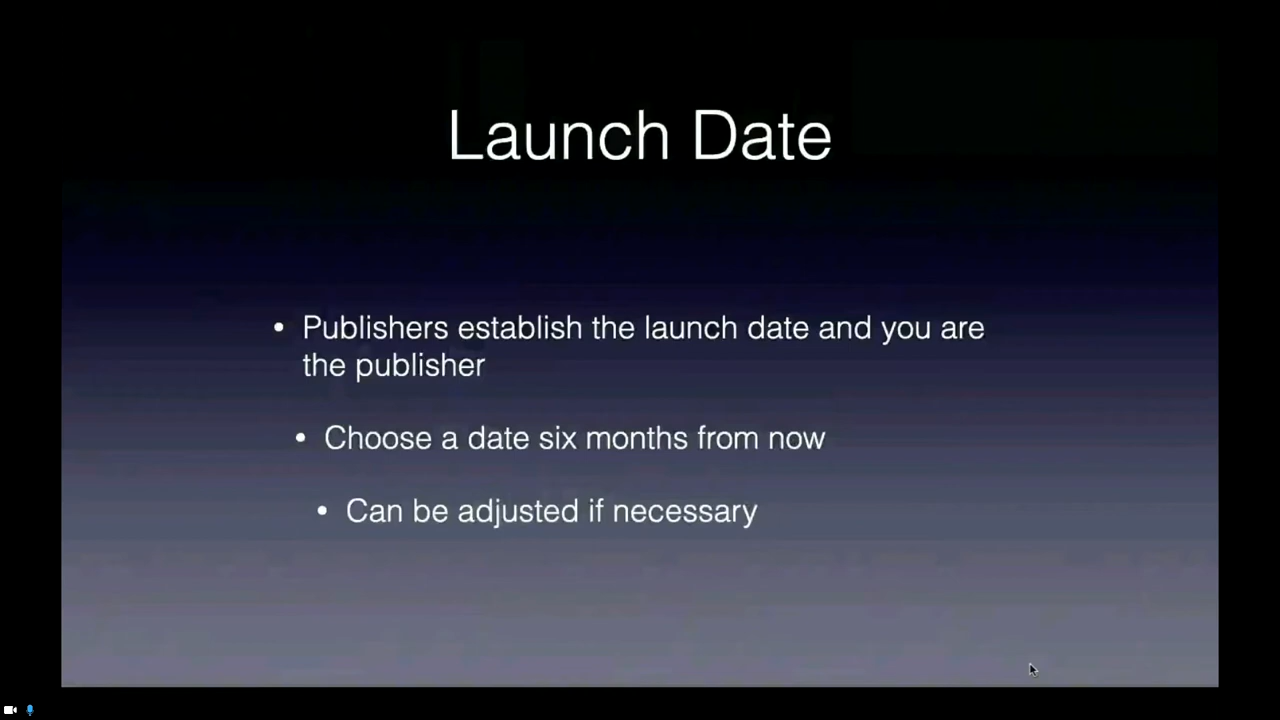 Launch Date
• Publishers establish the launch date and you are
the publisher
• Choose a date six months from now
• Can be adjusted if necessary